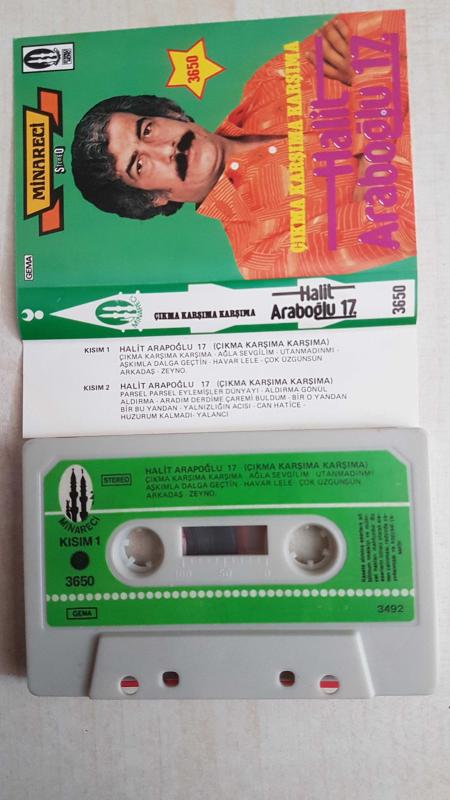 MİNARECİ
STEREO
GEMA
3650
ÇIKMA KARŞIMA KARŞIMA
Halit
Araboğlu 17.
MİNARECİ
ÇIKMA KARŞIMA KARŞIMA
Halit
Araboğlu 17.
3650
KISIM 1 HALİT ARAPOĞLU 17 (ÇIKMA KARŞIMA KARŞIMA)
ÇIKMA KARŞIMA KARŞIMA - AĞLA SEVGİLİM - UTANMADINMI -
AŞKIMLA DALGA GEÇTİN - HAVAR LELE - ÇOK ÜZGÜNSÜN
ARKADAŞ - ZEYNO.
KISIM 2 HALİT ARAPOĞLU 17 (ÇIKMA KARŞIMA KARŞIMA)
PARSEL PARSEL EYLEMİŞLER DÜNYAYI - ALDIRMA GÖNÜL
ALDIRMA - ARADIM DERDİME ÇAREMİ BULDUM - BİR O YANDAN
BİR BU YANDAN - YALNIZLIĞIN ACISI - CAN HATİCE -
HUZURUM KALMADI - YALANCI
MİNARECİ
STEREO
HALİT ARAPOĞLU 17 (ÇIKMA KARŞIMA KARŞIMA)
ÇIKMA KARŞIMA KARŞIMA - AĞLA SEVGİLİM - UTANMADINMI
AŞKIMLA DALGA GEÇTİN - HAVAR LELE - ÇOK ÜZGÜNSÜN
ARKADAŞ - ZEYNO.
KISIM 1
3650
100 50 0
GEMA
3492